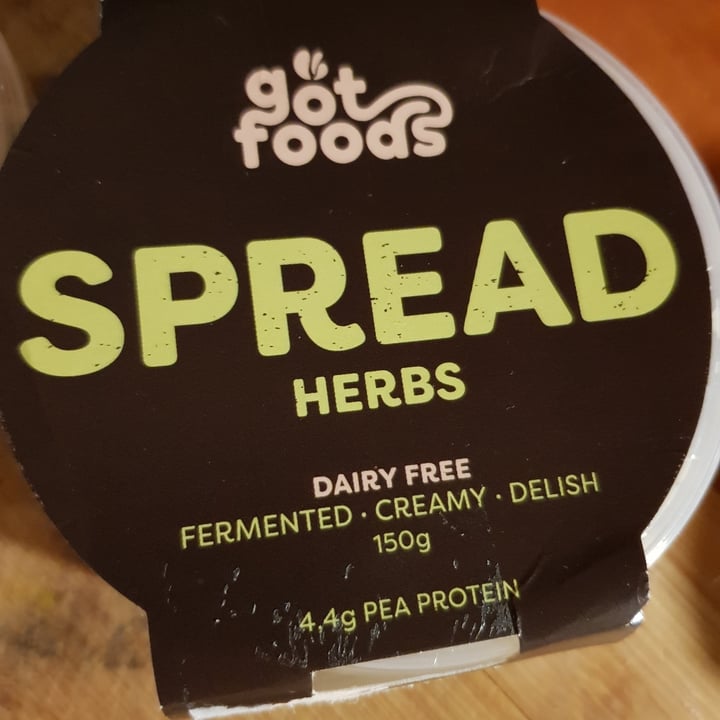 got
foods
SPREAD
HERBS
DAIRY FREE
FERMENTED · CREAMY · DELISH
150g
4.4g PEA PROTEIN